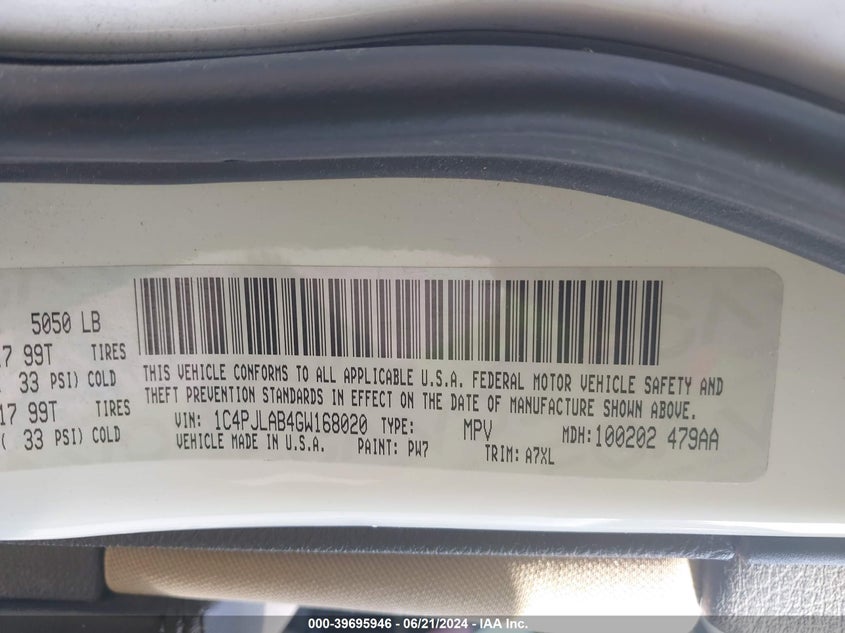 5050 LB
17 99T TIRES
33 PSI) COLD
17 99T TIRES
( 33 PSI) COLD
THIS VEHICLE CONFORMS TO ALL APPLICABLE U.S.A. FEDERAL MOTOR VEHICLE SAFETY AND
THEFT PREVENTION STANDARDS IN EFFECT ON THE DATE OF MANUFACTURE SHOWN ABOVE.
VIN: 1C4PJLAB4GW168020 TYPE: MPV MDH:100202 479AA
VEHICLE MADE IN U.S.A. PAINT: PW7 TRIM: A7XL
000-39695946 - 06/21/2024 - IAA Inc.